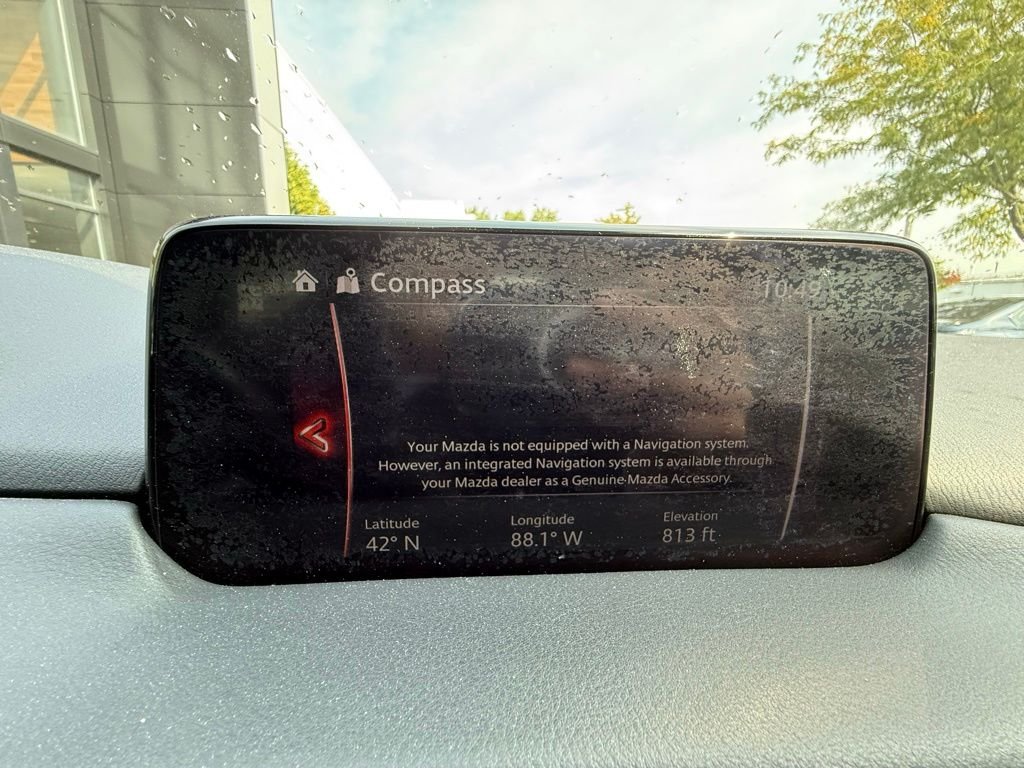 Compass 10:49
Your Mazda is not equipped with a Navigation system.
However, an integrated Navigation system is available through
your Mazda dealer as a Genuine Mazda Accessory.
Latitude Longitude Elevation
42° N 88.1° W 813 ft